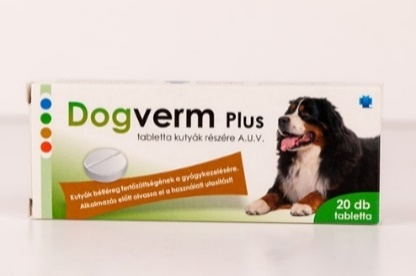 Dogverm Plus
tabletta kutyák részére A.U.V.
Kutyák bélféreg fertőzöttségének a gyógykezelésére.
Alkalmazás előtt olvassa el a használati utasítást!
20 db
tabletta